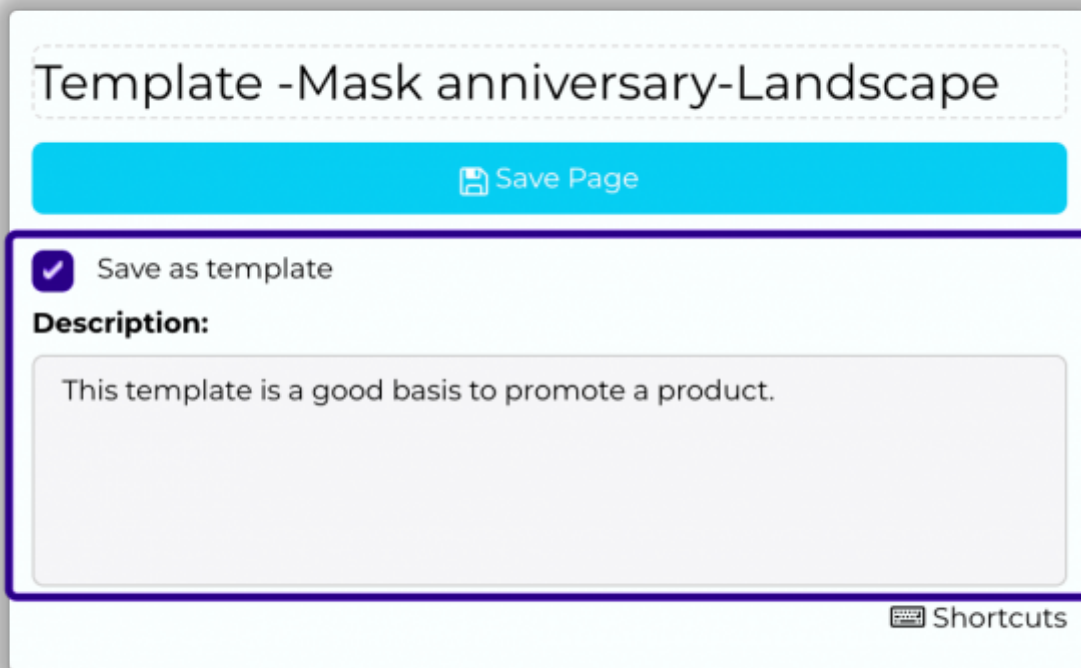 Template -Mask anniversary-Landscape
Save Page
Save as template
Description:
This template is a good basis to promote a product.
Shortcuts